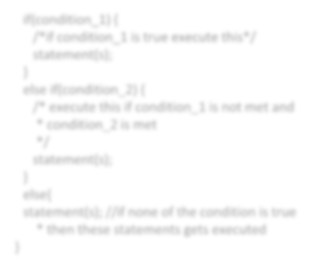 if(condition_1) {
/*if condition_1 is true execute this*/
statement(s);
}
else if(condition_2) {
/* execute this if condition_1 is not met and
* condition_2 is met
*/
statement(s);
}
else{
statement(s); //if none of the condition is true
* then these statements gets executed
}